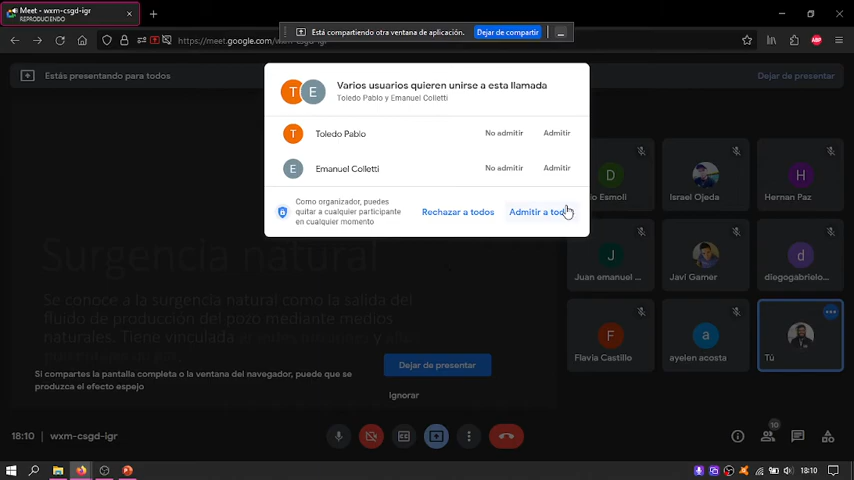 Meet - wxm-csgd-igr
REPRODUCIENDO
Está compartiendo otra ventana de aplicación.
Dejar de compartir
https://meet.google.com/wxm-csgd-igr
ABP
Estás presentando para todos
Dejar de presentar
T E
Varios usuarios quieren unirse a esta llamada
Toledo Pablo y Emanuel Colletti
T Toledo Pablo No admitir Admitir
E Emanuel Colletti No admitir Admitir
Como organizador, puedes
quitar a cualquier participante
en cualquier momento
Rechazar a todos
Admitir a
Surgencia natural
Se conoce a la surgencia natural como la salida del
fluido de producción del pozo mediante medios
naturales. Tiene vinculada
Si compartes la pantalla completa o la ventana del navegador, puede que se
produzca el efecto espejo
Dejar de presentar
Ignorar
D
Esmoli
Israel Ojeda
H
Hernan Paz
J
Juan emanuel ...
Javi Gamer
d
diegogabrielo...
F
Flavia Castillo
a
ayelen acosta
Tú
18:10 wxm-csgd-igr
10
18:10